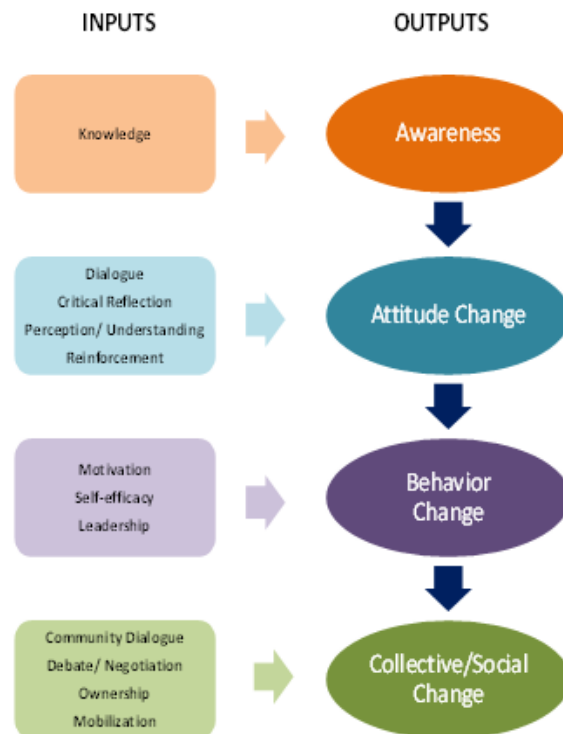 INPUTS
OUTPUTS
Knowledge
Awareness
Dialogue
Critical Reflection
Perception/ Understanding
Reinforcement
Attitude Change
Motivation
Self-efficacy
Leadership
Behavior
Change
Community Dialogue
Debate/ Negotiation
Ownership
Mobilization
Collective/Social
Change